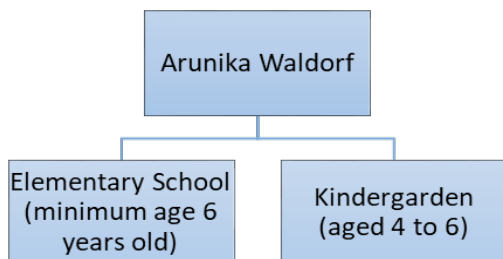 Arunika Waldorf
Elementary School
(minimum age 6
years old)
Kindergarden
(aged 4 to 6)